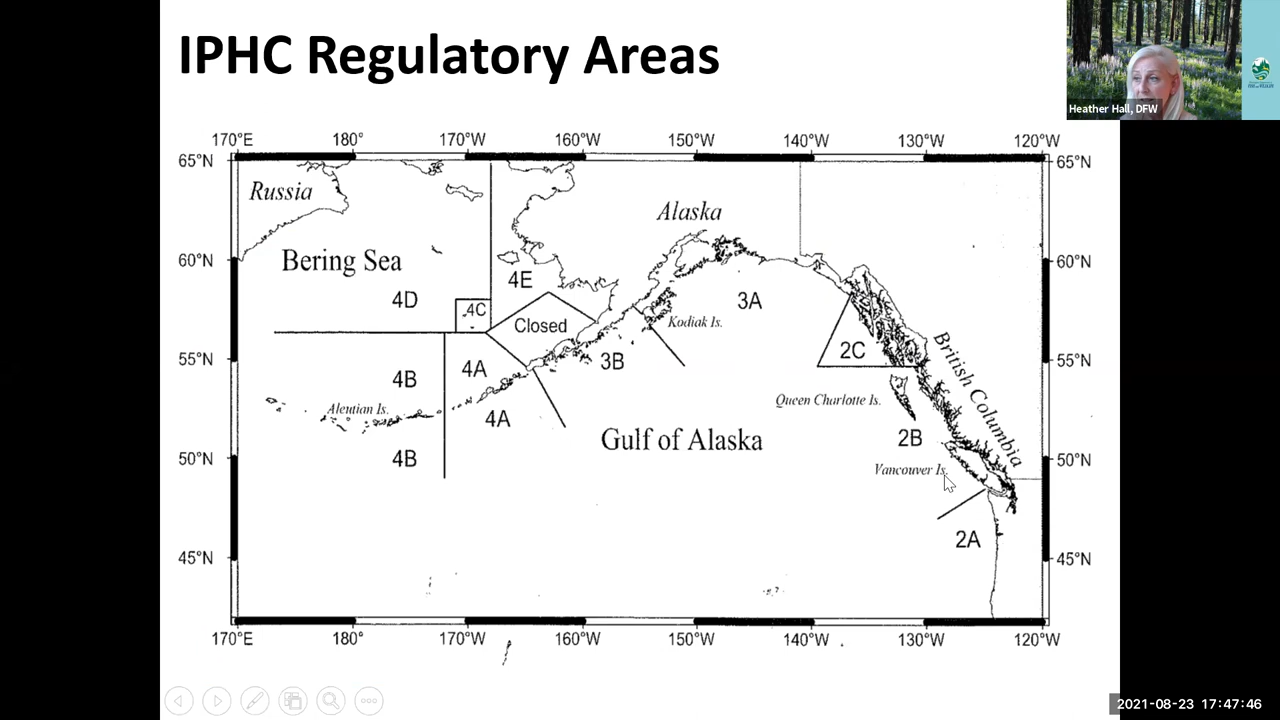 IPHC Regulatory Areas
Heather Hall, DFW
170°E 180° 170°W 160°W 150°W 140°W 130°W 120°W
65°N 65°N
Russia
Alaska
Bering Sea
60°N 60°N
4E
4D
4C
3A
Closed
Kodiak Is.
British Columbia
55°N 55°N
4A
3B
2C
4B
Aleutian Is.
Queen Charlotte Is.
4A
Gulf of Alaska
2B
50°N 50°N
4B
Vancouver Is.
2A
45°N 45°N
170°E 180° 170°W 160°W 150°W 140°W 130°W 120°W
2021-08-23 17:47:46